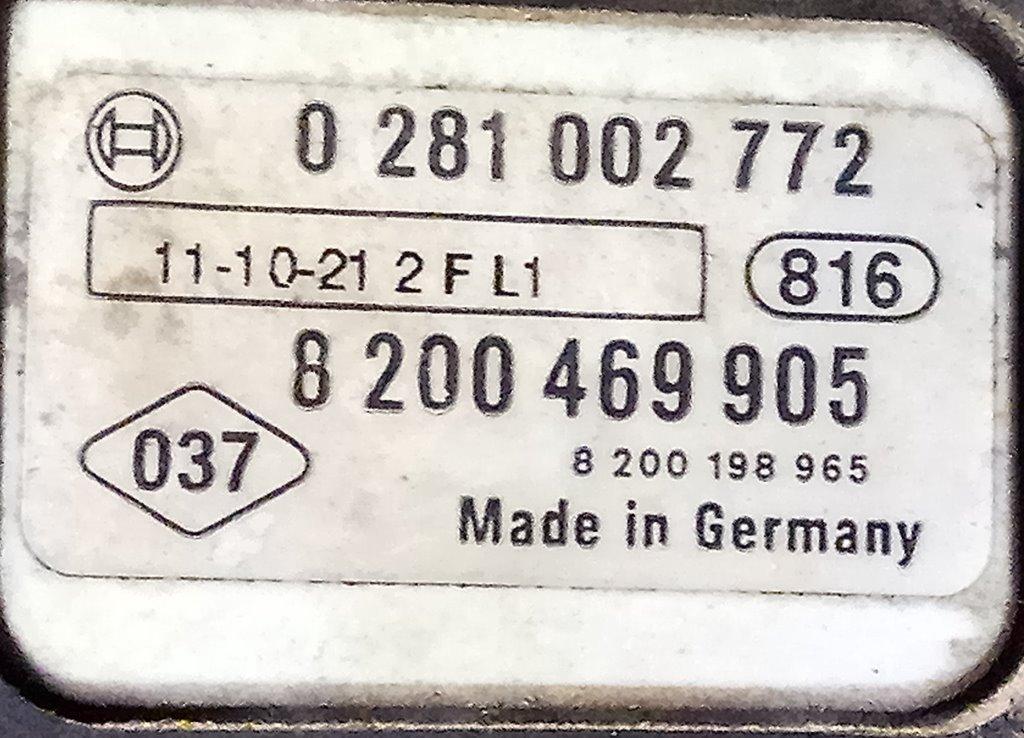 0 281 002 772
11-10-21 2 F L1
816
8 200 469 905
037
8 200 198 965
Made in Germany